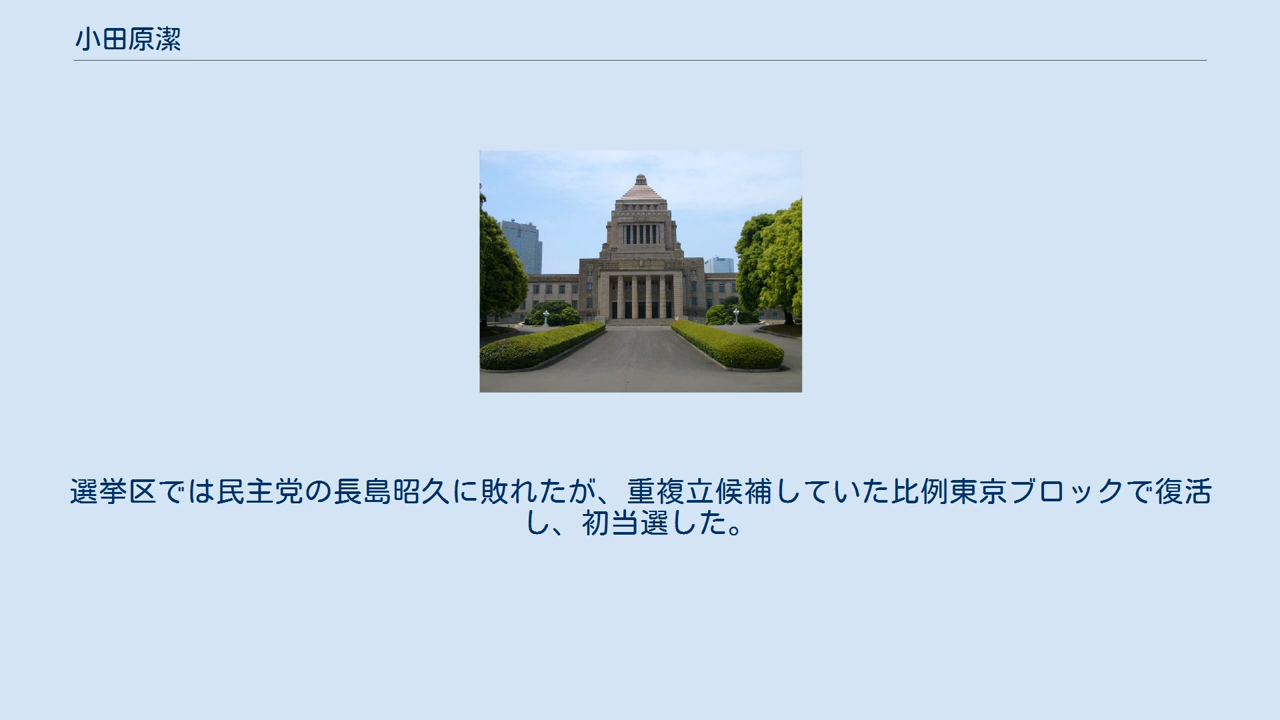 小田原潔
選挙区では民主党の長島昭久に敗れたが、重複立候補していた比例東京ブロックで復活
し、初当選した。